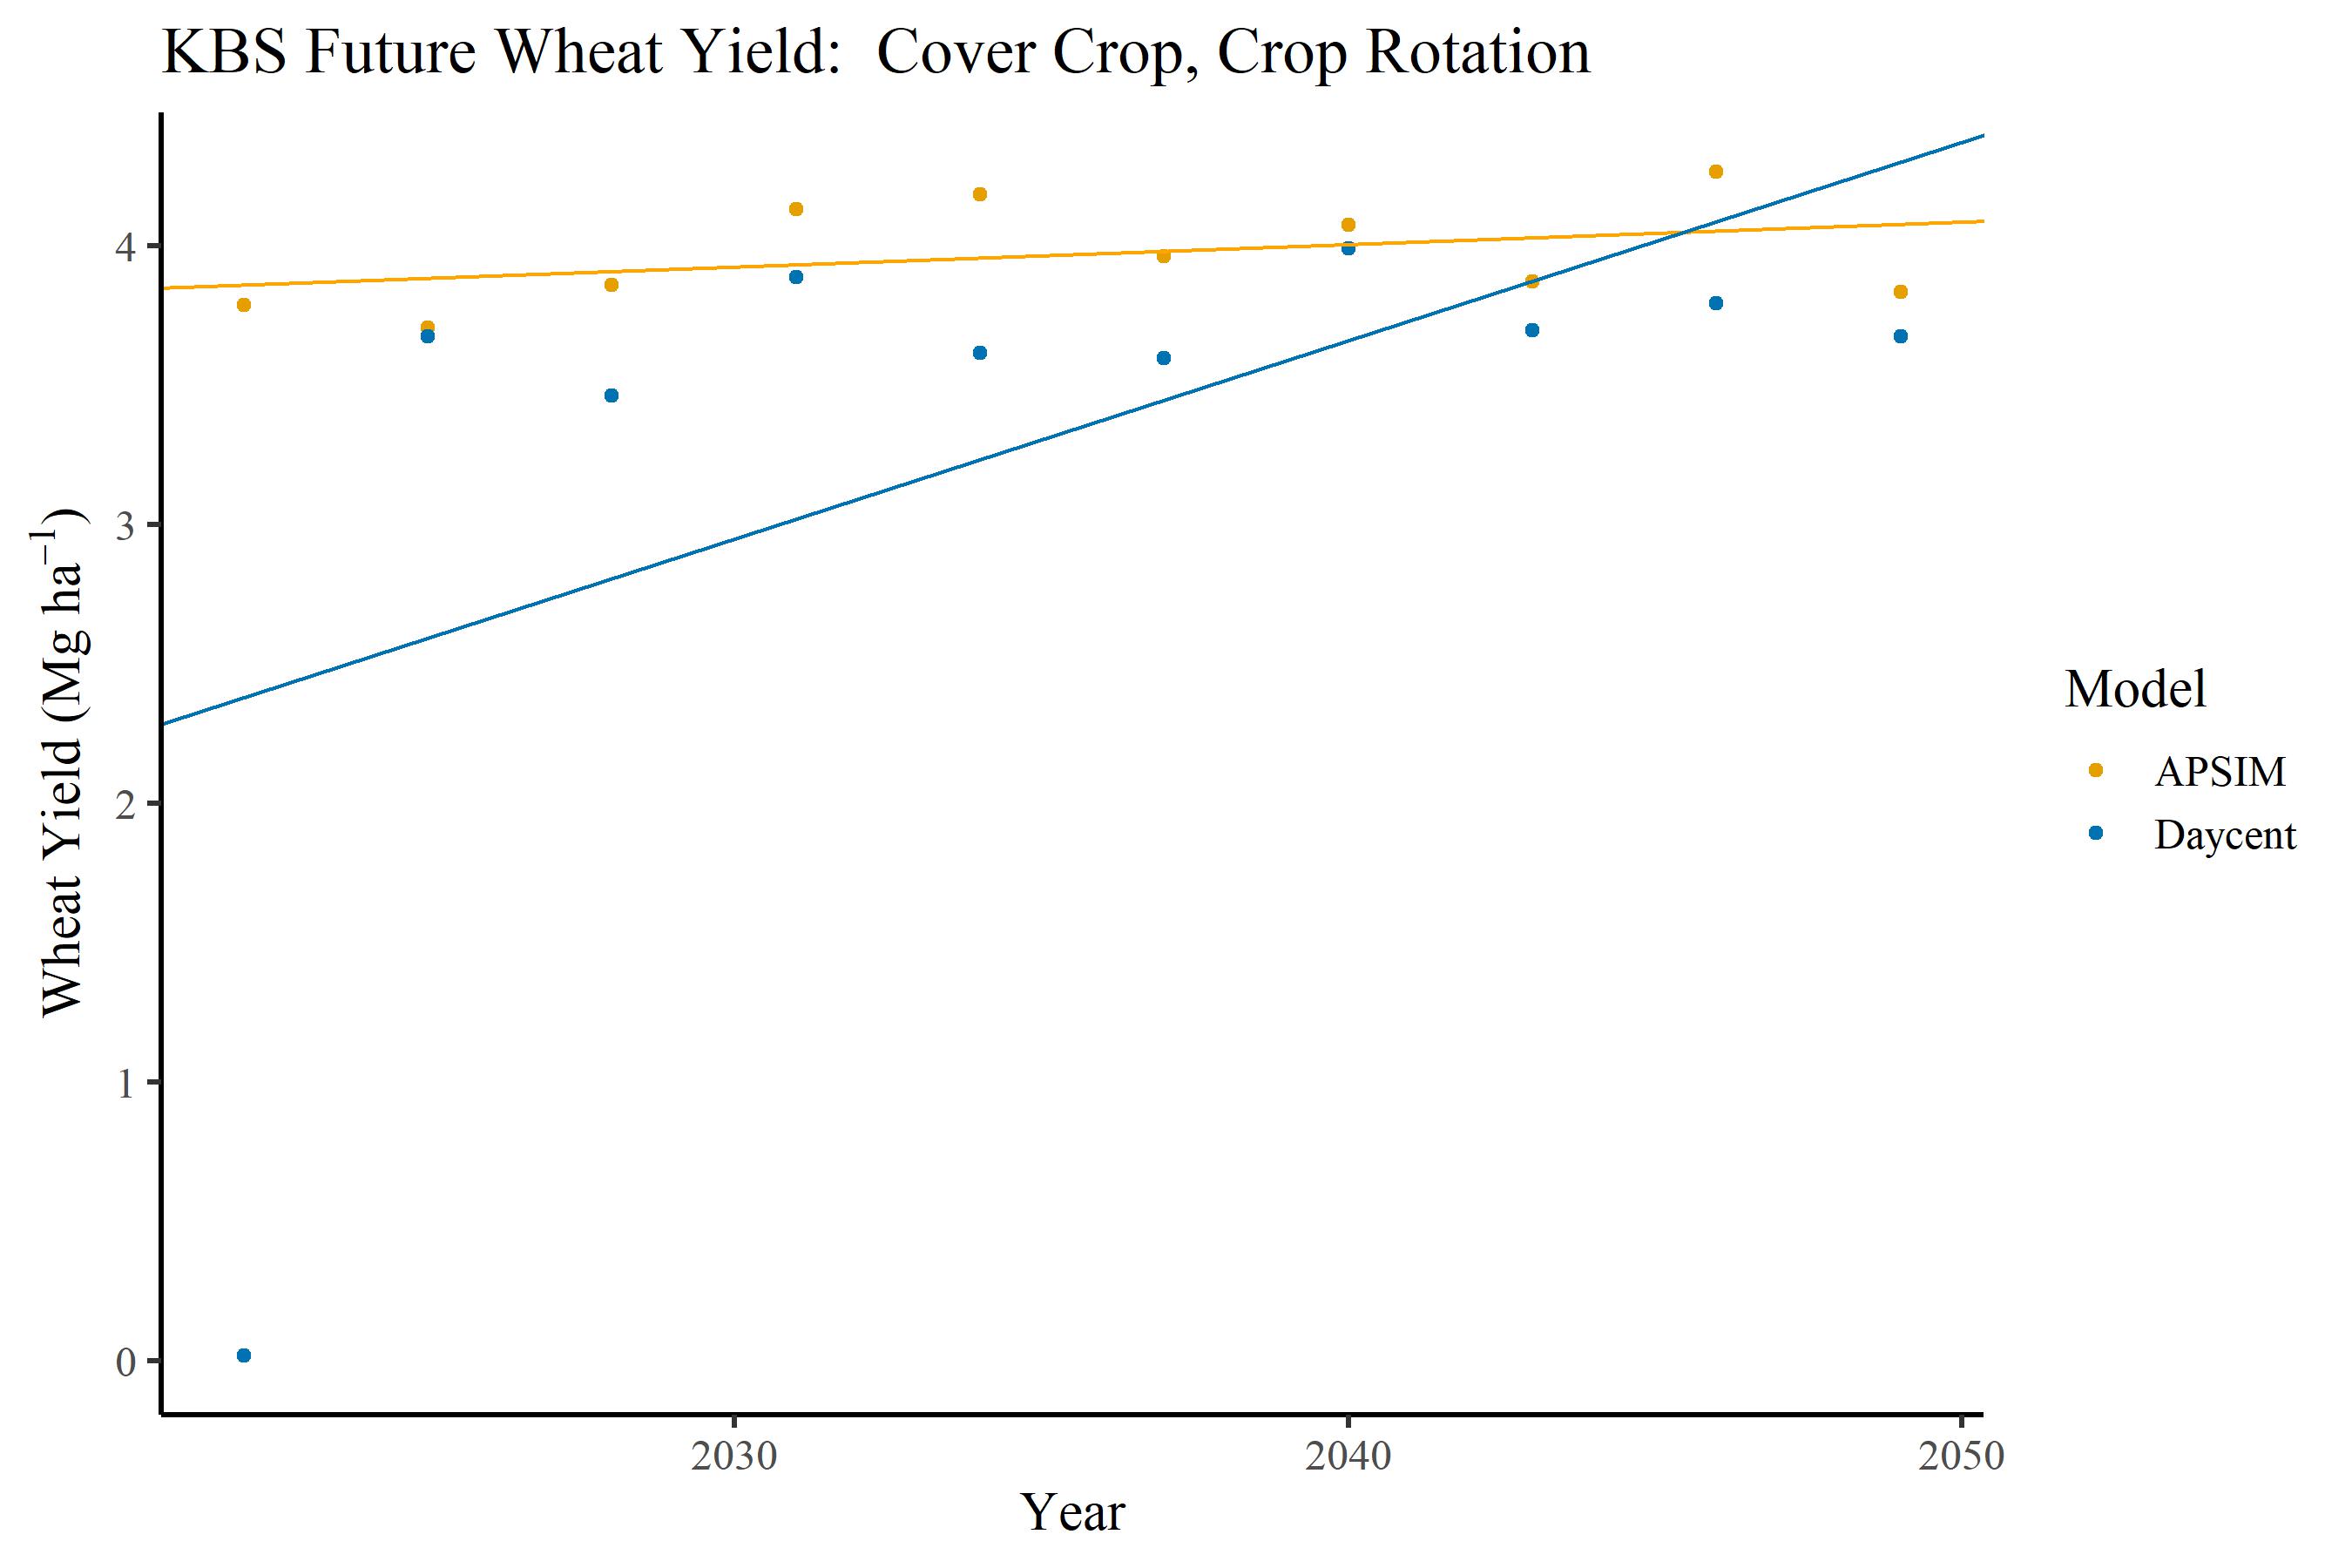 KBS Future Wheat Yield:  Cover Crop, Crop Rotation
Wheat Yield (Mg ha⁻¹)
4
3
2
1
0
2030
2040
2050
Year
Model
APSIM
Daycent